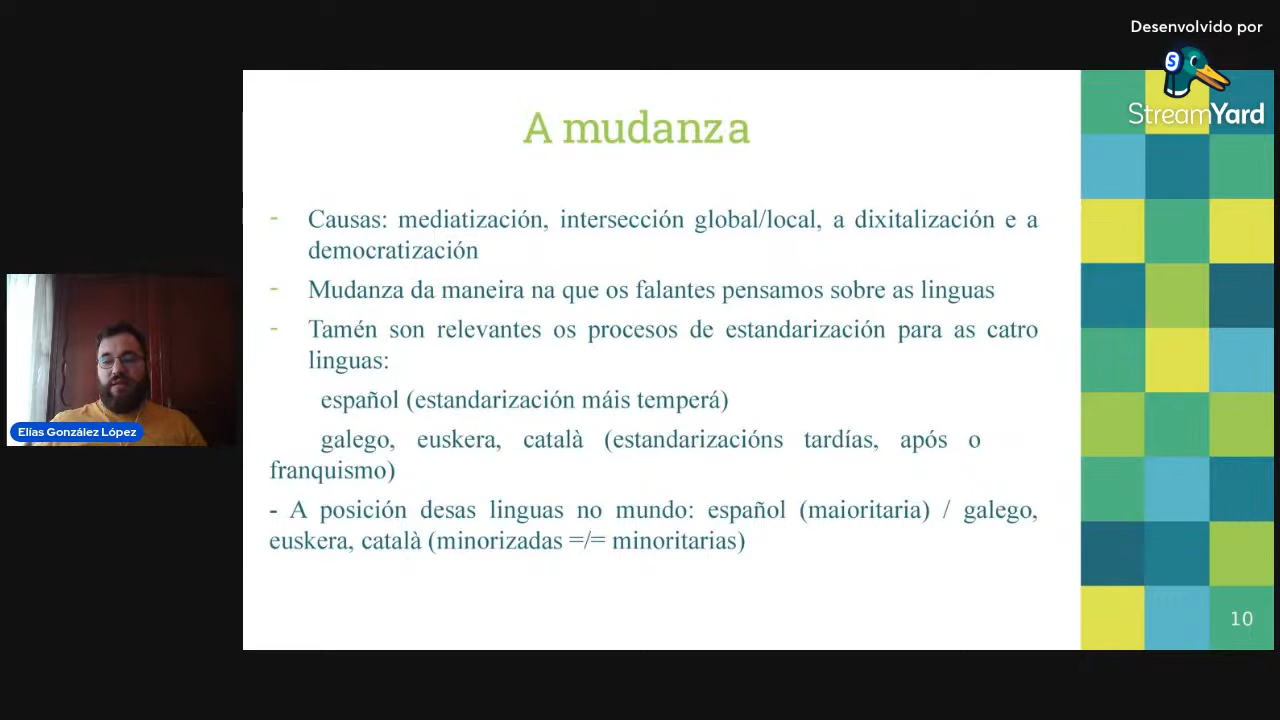 Desenvolvido por
StreamYard
A mudanza
- Causas: mediatización, intersección global/local, a dixitalización e a
democratización
- Mudanza da maneira na que os falantes pensamos sobre as linguas
- Tamén son relevantes os procesos de estandarización para as catro
linguas:
español (estandarización máis temperá)
galego, euskera, català (estandarizacións tardías, após o
franquismo)
- A posición desas linguas no mundo: español (maioritaria) / galego,
euskera, català (minorizadas =/= minoritarias)
Elías González López
10